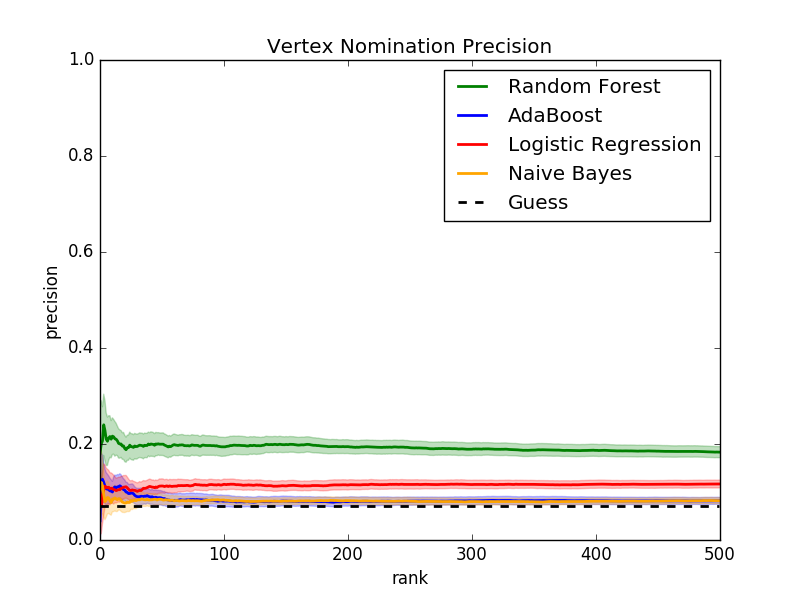 Vertex Nomination Precision
1.0
0.8
0.6
0.4
0.2
0.0
precision
Random Forest
AdaBoost
Logistic Regression
Naive Bayes
Guess
0 100 200 300 400 500
rank